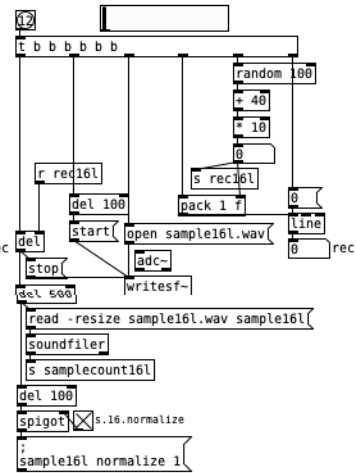 12
t b b b b b b
random 100
+ 40
* 10
0
r rec16l
s rec16l
del 100
pack 1 f
0
start
open sample16l.wav
line
del
adc~
0
rec
ec
stop
writesf~
del 500
read -resize sample16l.wav sample16l
soundfiler
s samplecount16l
del 100
spigot
s.16.normalize
;
sample16l normalize 1